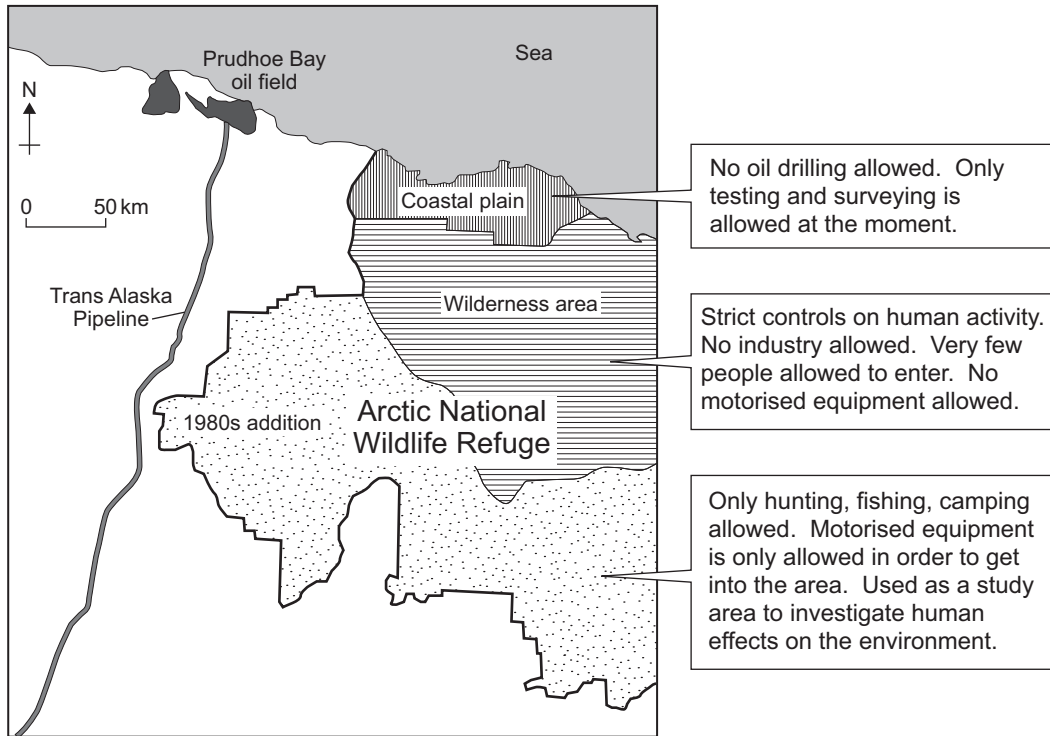 Sea
Prudhoe Bay
oil field
N
0 50 km
Coastal plain
No oil drilling allowed. Only
testing and surveying is
allowed at the moment.
Trans Alaska
Pipeline
Wilderness area
Strict controls on human activity.
No industry allowed. Very few
people allowed to enter. No
motorised equipment allowed.
1980s addition
Arctic National
Wildlife Refuge
Only hunting, fishing, camping
allowed. Motorised equipment
is only allowed in order to get
into the area. Used as a study
area to investigate human
effects on the environment.